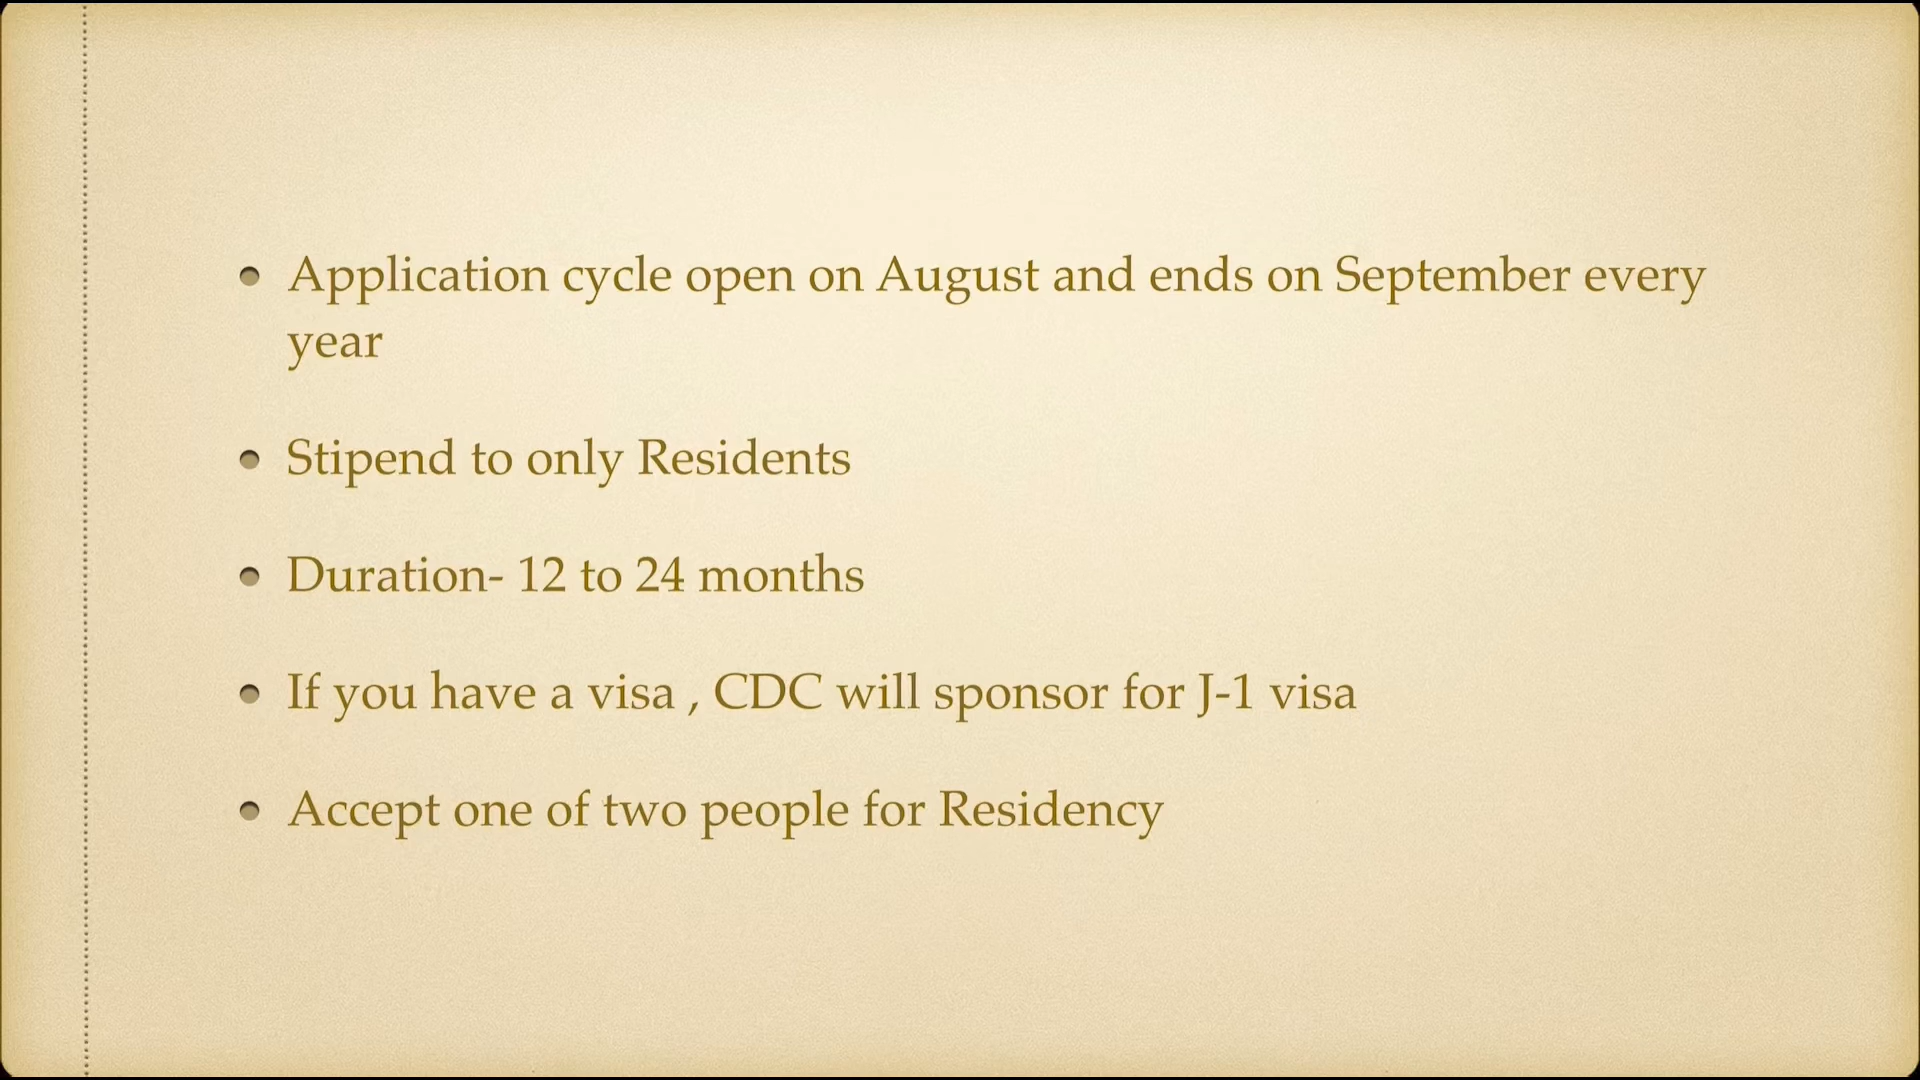 Application cycle open on August and ends on September every
year
Stipend to only Residents
Duration- 12 to 24 months
If you have a visa , CDC will sponsor for J-1 visa
Accept one of two people for Residency